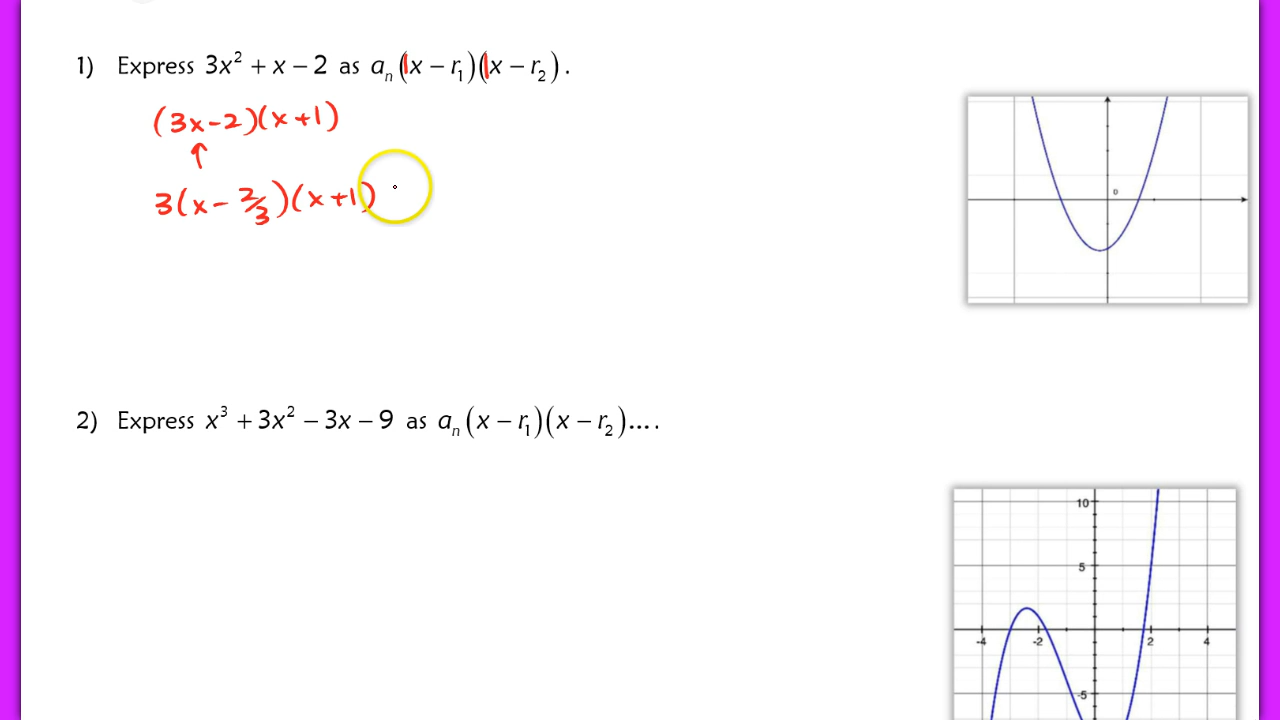 1) Express 3x² + x − 2 as aₙ(x − r₁)(x − r₂).
(3x-2)(x+1)
↑
3(x- 2/3)(x+1)
0
2) Express x³ + 3x² − 3x − 9 as aₙ(x − r₁)(x − r₂)....
10
5
-4 -2 2 4
-5